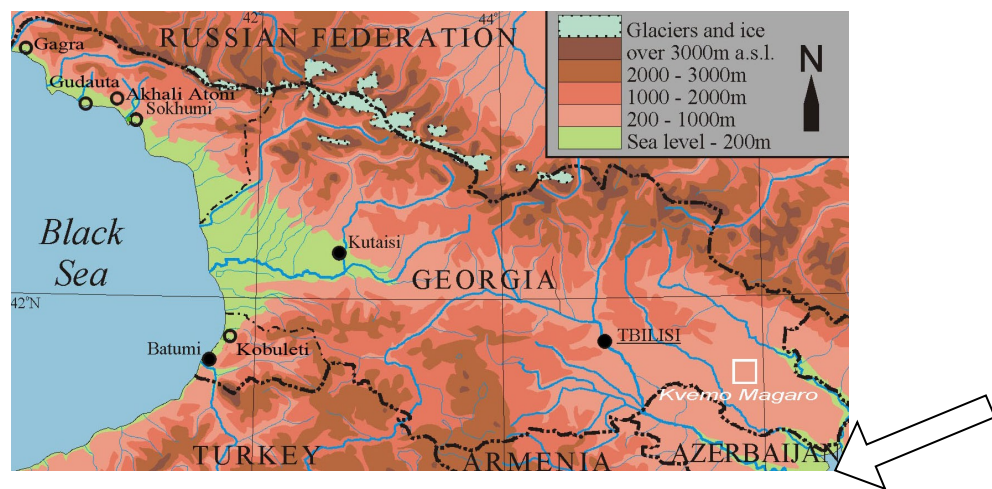 42°
44°
RUSSIAN FEDERATION
Gagra
Gudauta
Akhali Atoni
Sokhumi
Glaciers and ice
over 3000m a.s.l.
2000 - 3000m
1000 - 2000m
200 - 1000m
Sea level - 200m
N
Black
Sea
Kutaisi
GEORGIA
42°N
TBILISI
Batumi
Kobuleti
Kvemo Magaro
TURKEY
ARMENIA
AZERBAIJAN